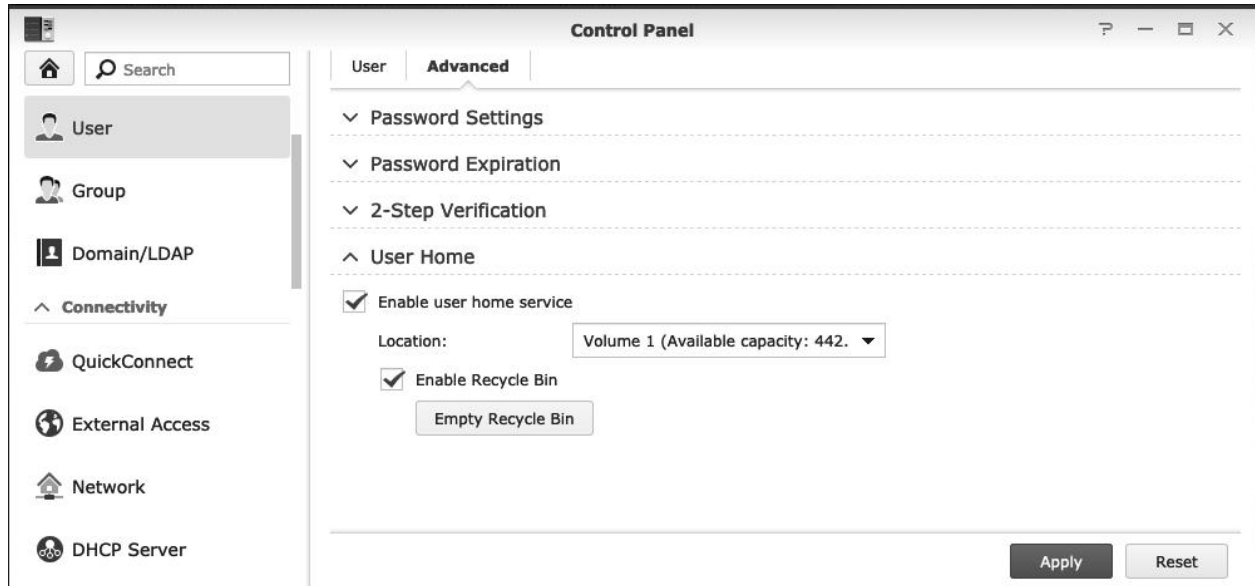 Control Panel
Search
User
Group
Domain/LDAP
Connectivity
QuickConnect
External Access
Network
DHCP Server
User Advanced
Password Settings
Password Expiration
2-Step Verification
User Home
Enable user home service
Location: Volume 1 (Available capacity: 442.
Enable Recycle Bin
Empty Recycle Bin
Apply Reset